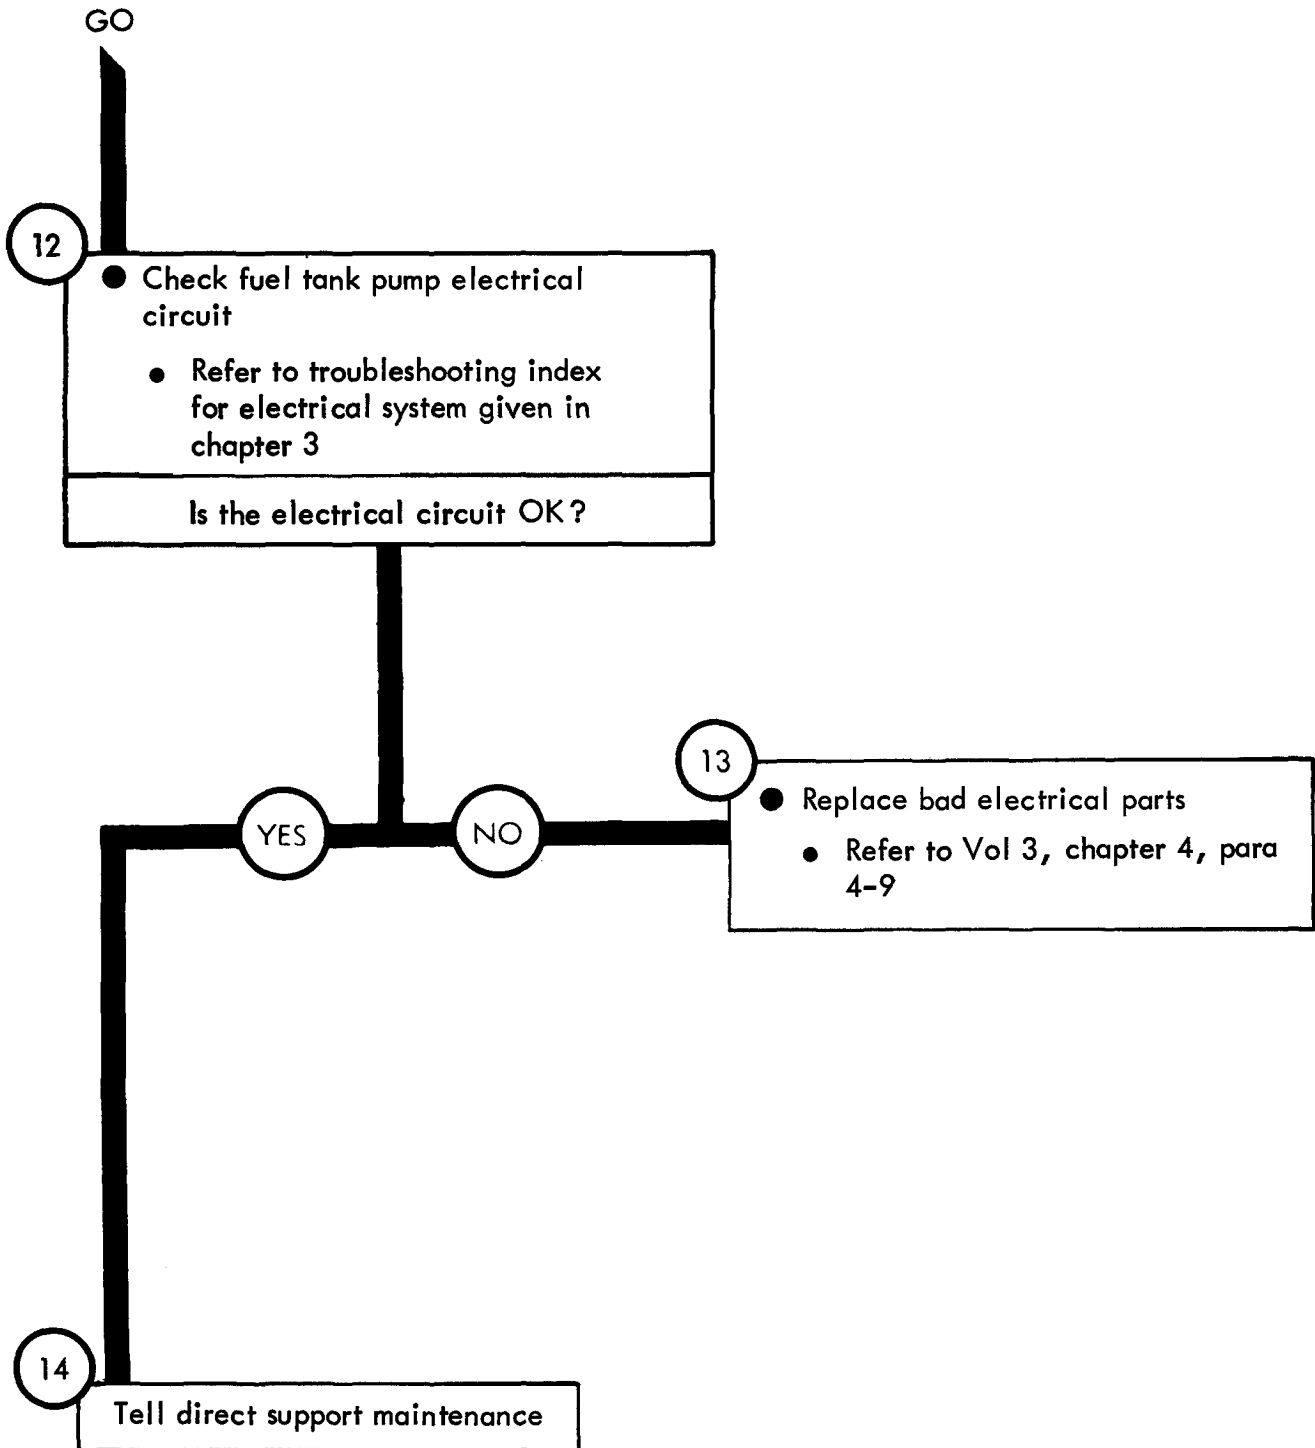 GO
12
● Check fuel tank pump electrical
circuit
● Refer to troubleshooting index
for electrical system given in
chapter 3
Is the electrical circuit OK?
YES
NO
13
● Replace bad electrical parts
● Refer to Vol 3, chapter 4, para
4-9
14
Tell direct support maintenance